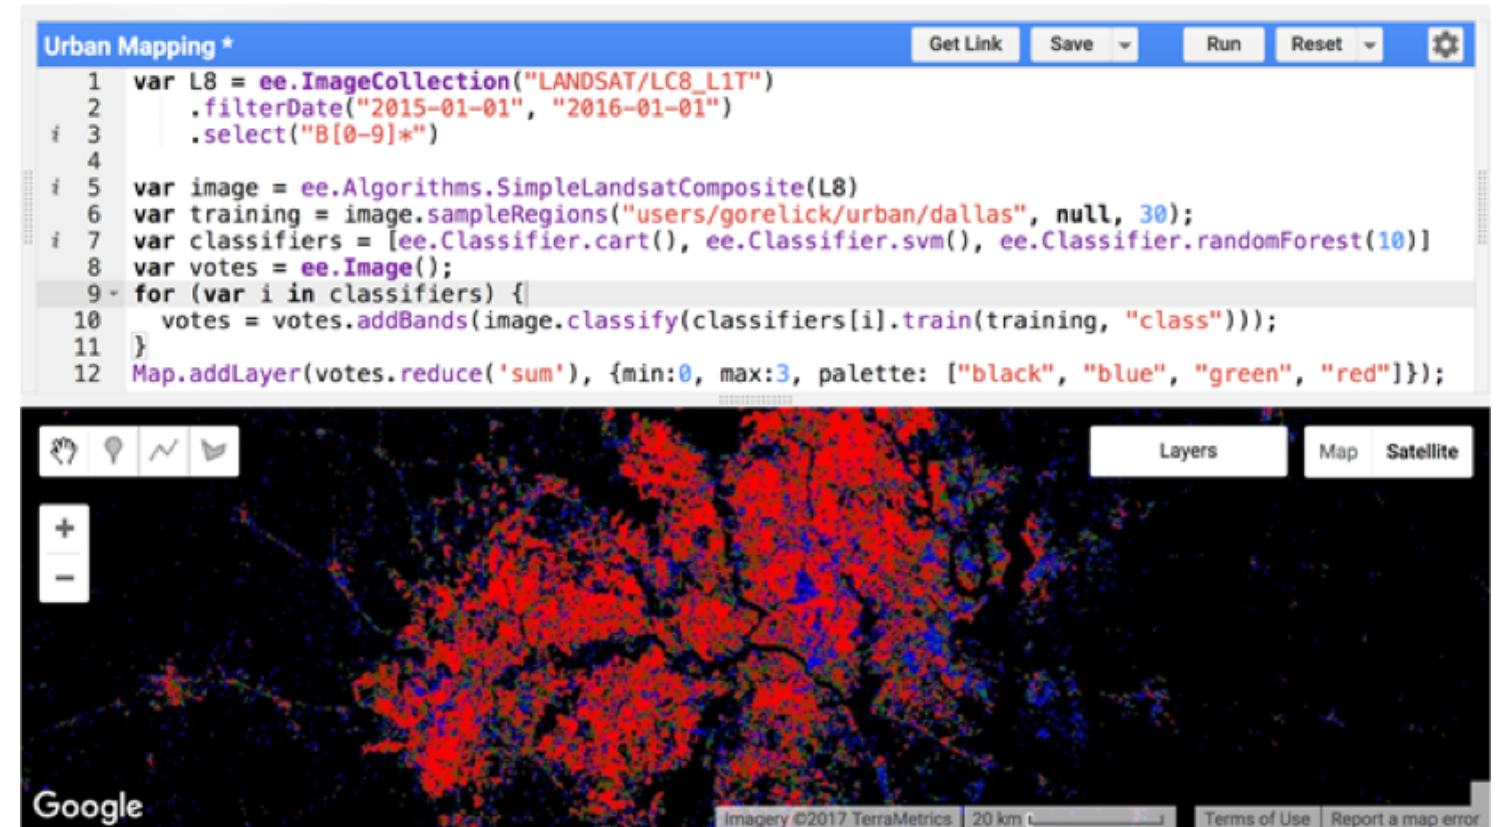 Urban Mapping * Get Link Save Run Reset
1 var L8 = ee.ImageCollection("LANDSAT/LC8_L1T")
2 .filterDate("2015-01-01", "2016-01-01")
i 3 .select("B[0-9]*")
4
i 5 var image = ee.Algorithms.SimpleLandsatComposite(L8)
6 var training = image.sampleRegions("users/gorelick/urban/dallas", null, 30);
i 7 var classifiers = [ee.Classifier.cart(), ee.Classifier.svm(), ee.Classifier.randomForest(10)]
8 var votes = ee.Image();
9 for (var i in classifiers) {
10 votes = votes.addBands(image.classify(classifiers[i].train(training, "class")));
11 }
12 Map.addLayer(votes.reduce('sum'), {min:0, max:3, palette: ["black", "blue", "green", "red"]});
Layers Map Satellite
+
−
Google Imagery ©2017 TerraMetrics 20 km Terms of Use Report a map error